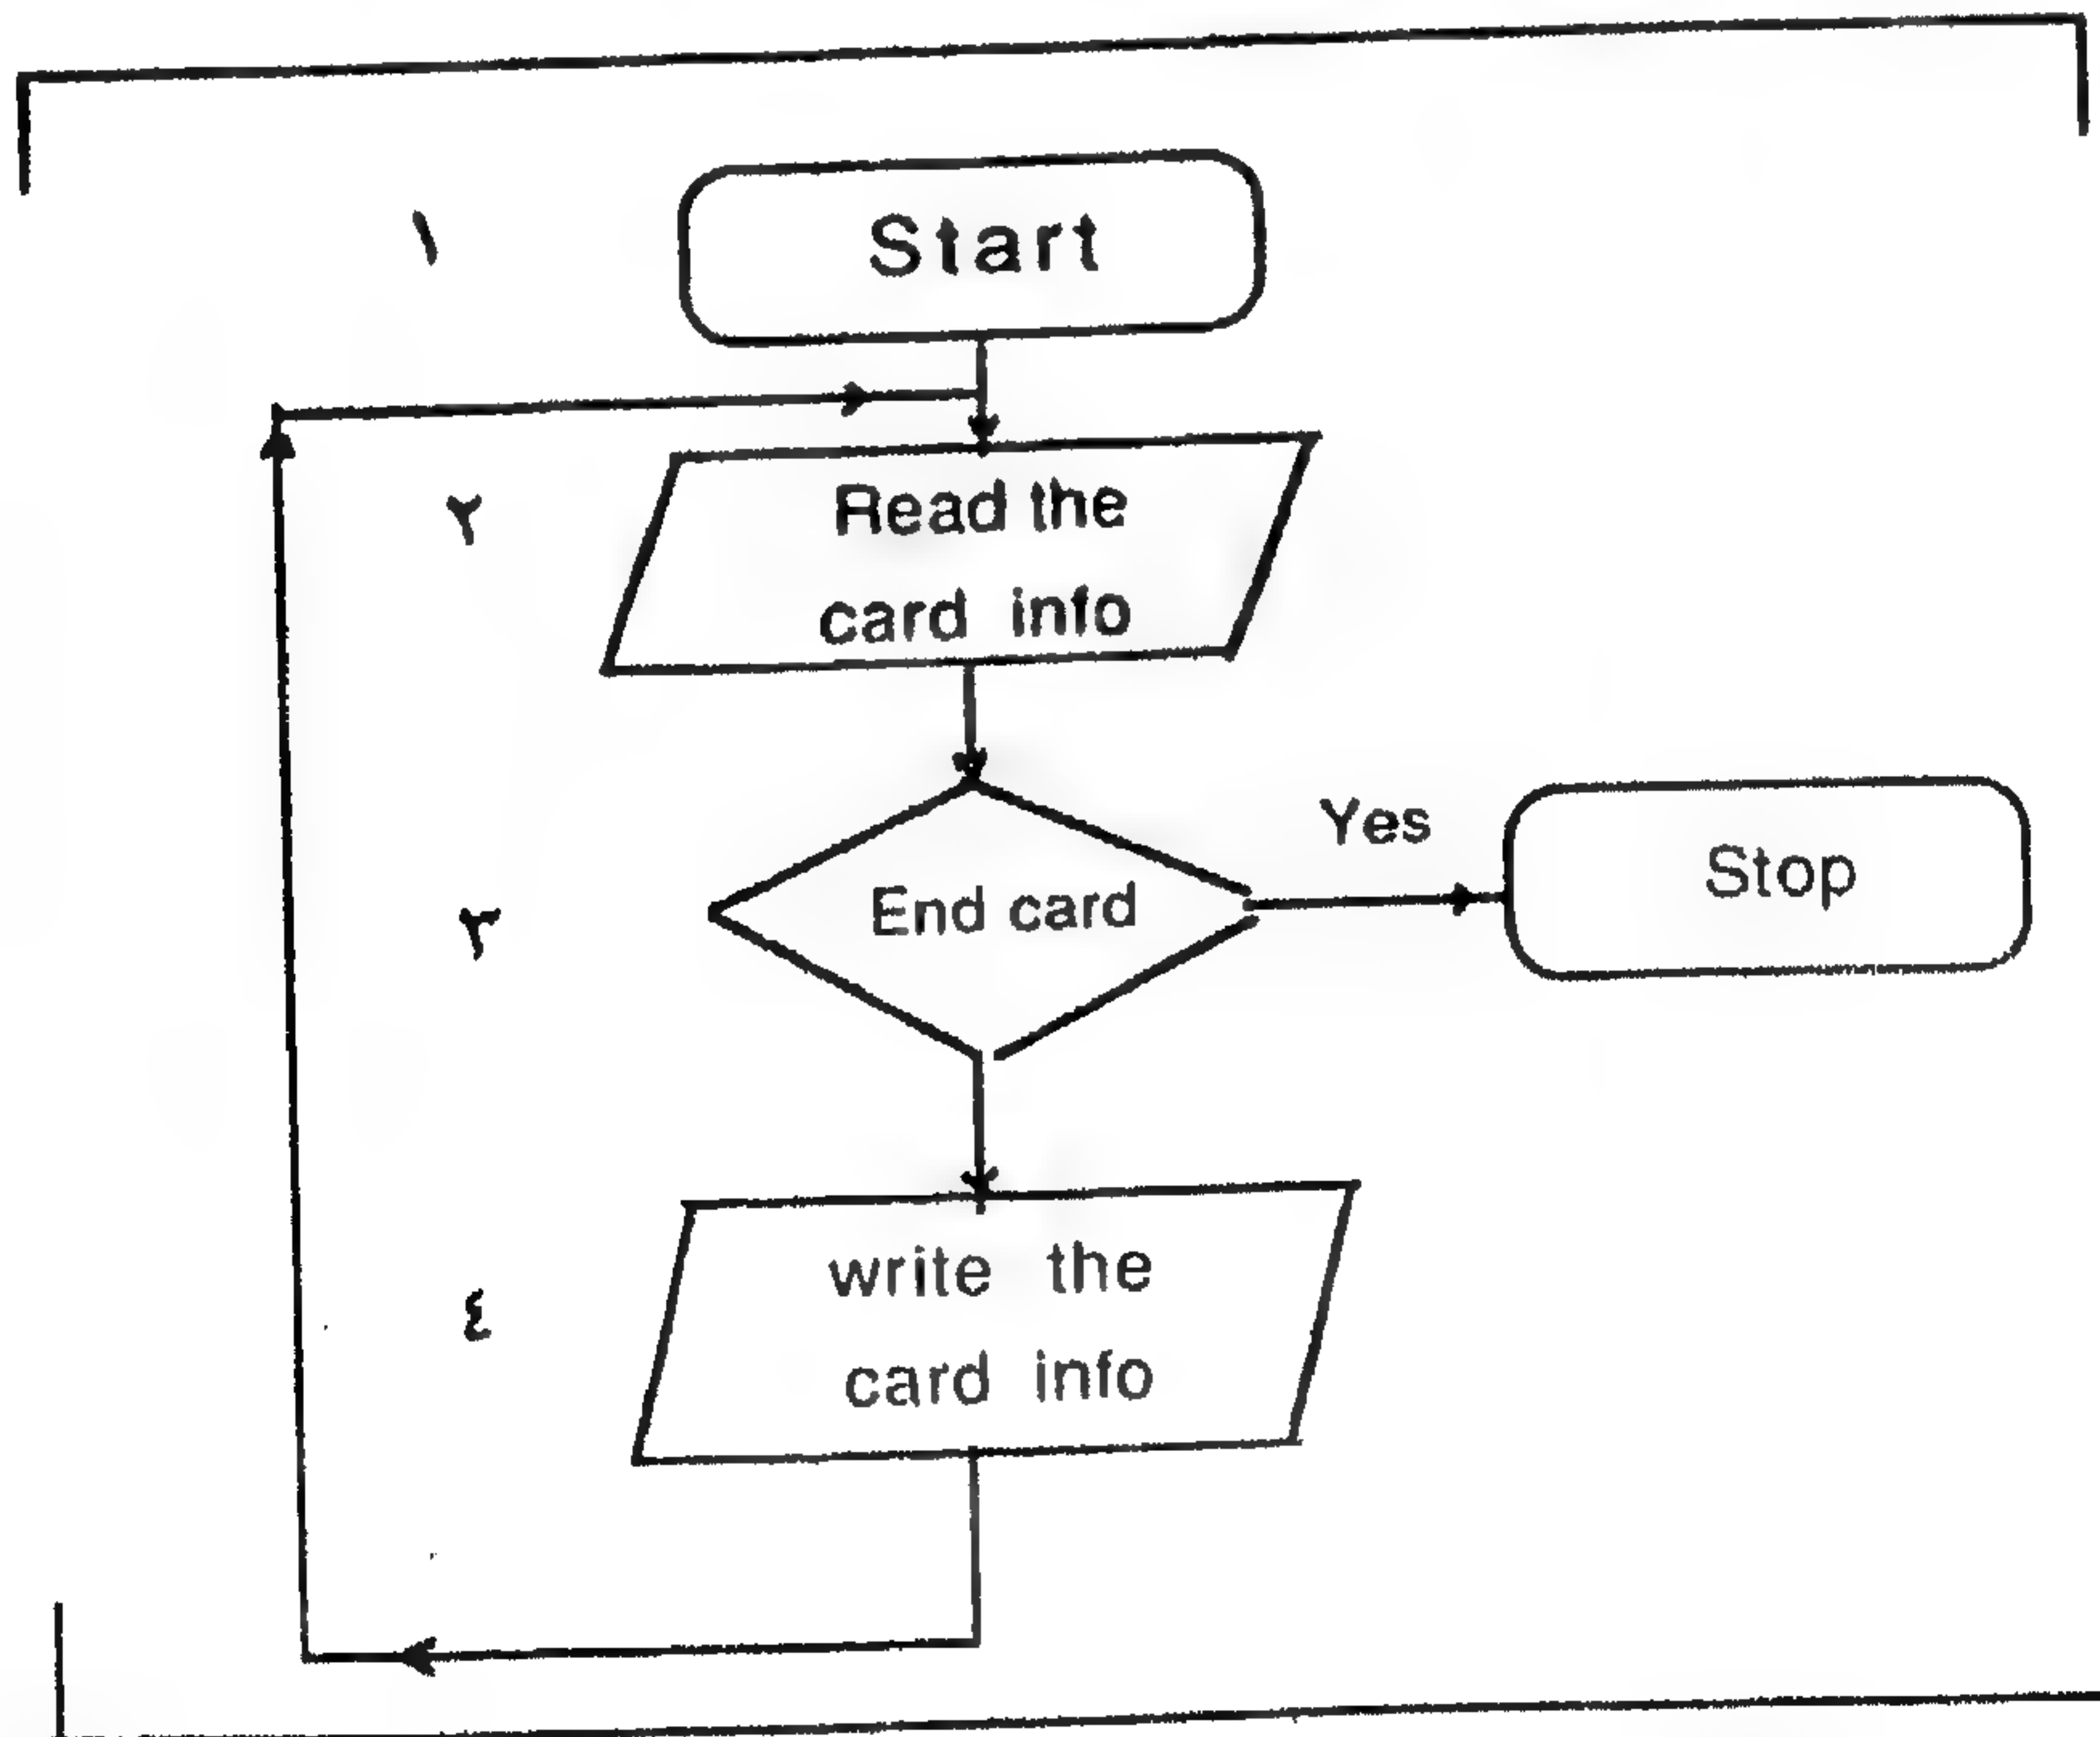 ١
Start
٢
Read the
card info
٣
End card
Yes
Stop
٤
write the
card info